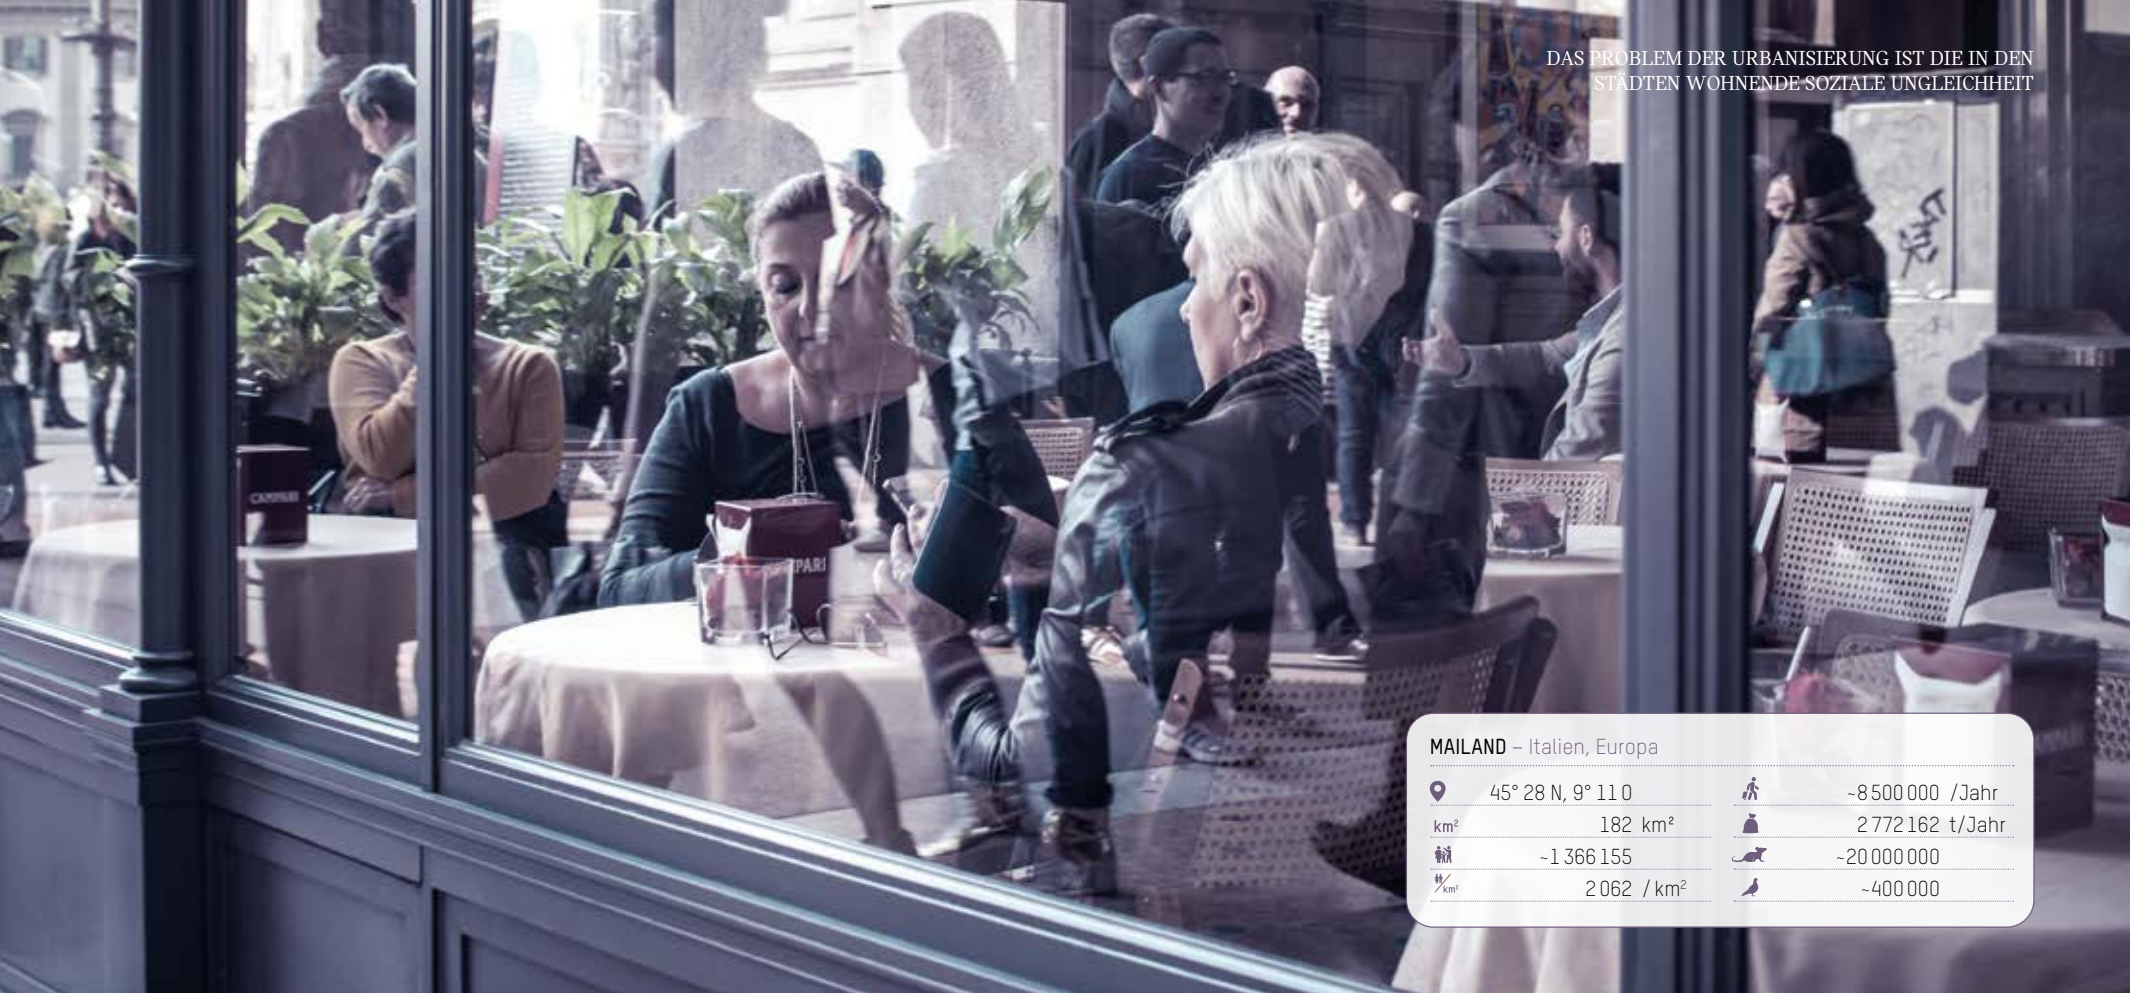 DAS PROBLEM DER URBANISIERUNG IST DIE IN DEN
STÄDTEN WOHNENDE SOZIALE UNGLEICHHEIT
CAMPARI
PARI
MAILAND – Italien, Europa
45° 28 N, 9° 11 O
~8 500 000 /Jahr
km² 182 km²
2 772 162 t/Jahr
~1 366 155
~20 000 000
km² 2 062 / km²
~400 000